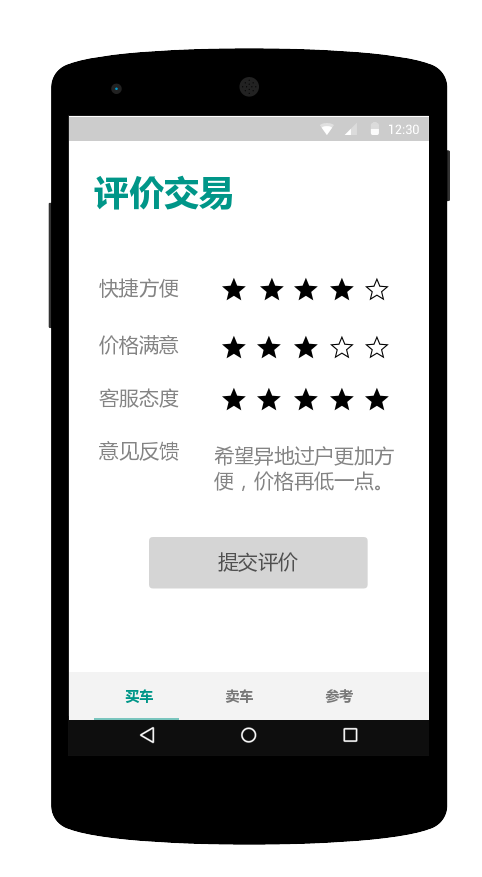 12:30
评价交易
快捷方便
价格满意
客服态度
意见反馈
希望异地过户更加方
便，价格再低一点。
提交评价
买车 卖车 参考